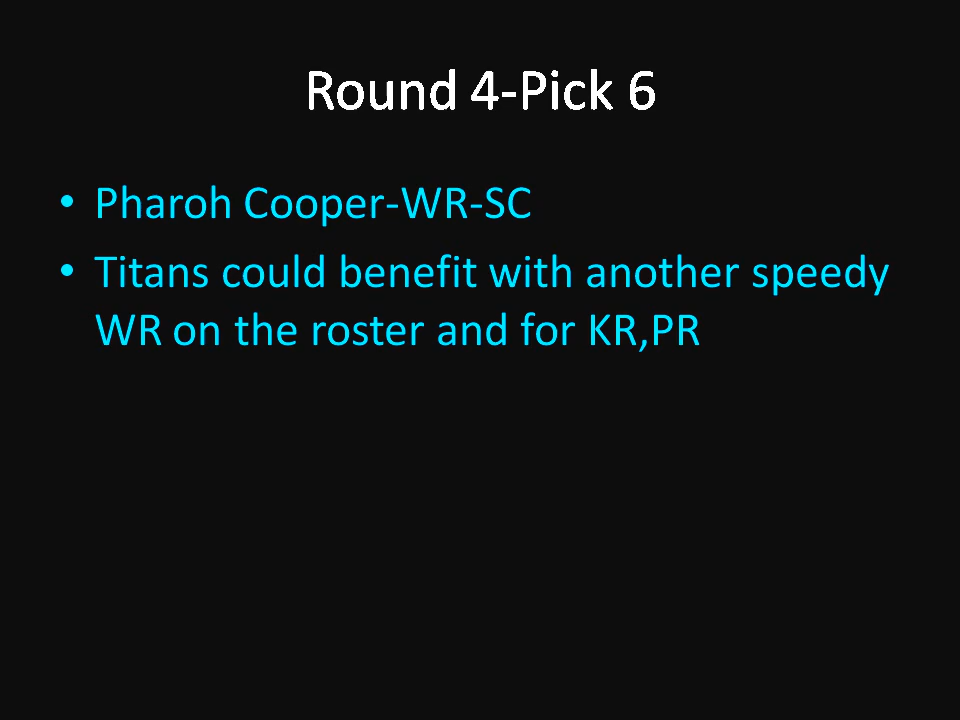 Round 4-Pick 6
• Pharoh Cooper-WR-SC
• Titans could benefit with another speedy
WR on the roster and for KR,PR